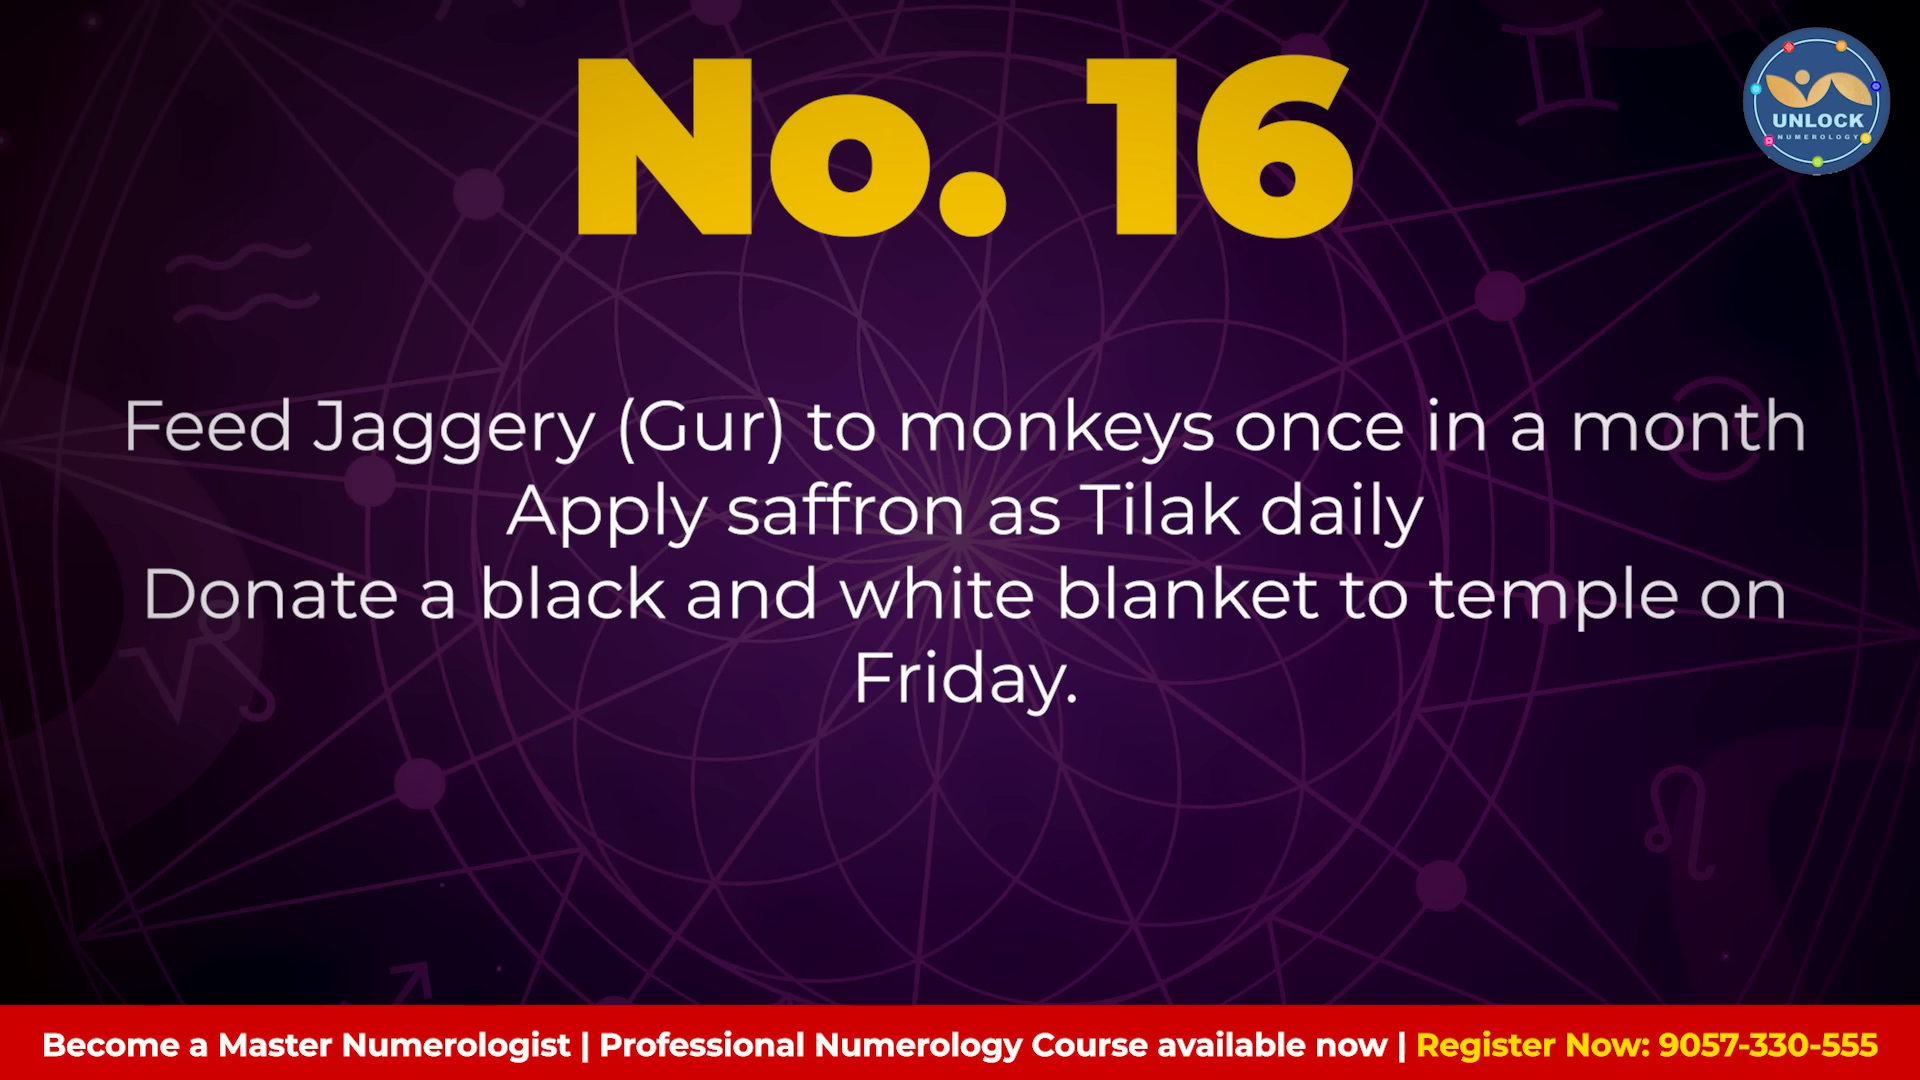 No. 16
UNLOCK
NUMEROLOGY
Feed Jaggery (Gur) to monkeys once in a month
Apply saffron as Tilak daily
Donate a black and white blanket to temple on
Friday.
Become a Master Numerologist | Professional Numerology Course available now | Register Now: 9057-330-555